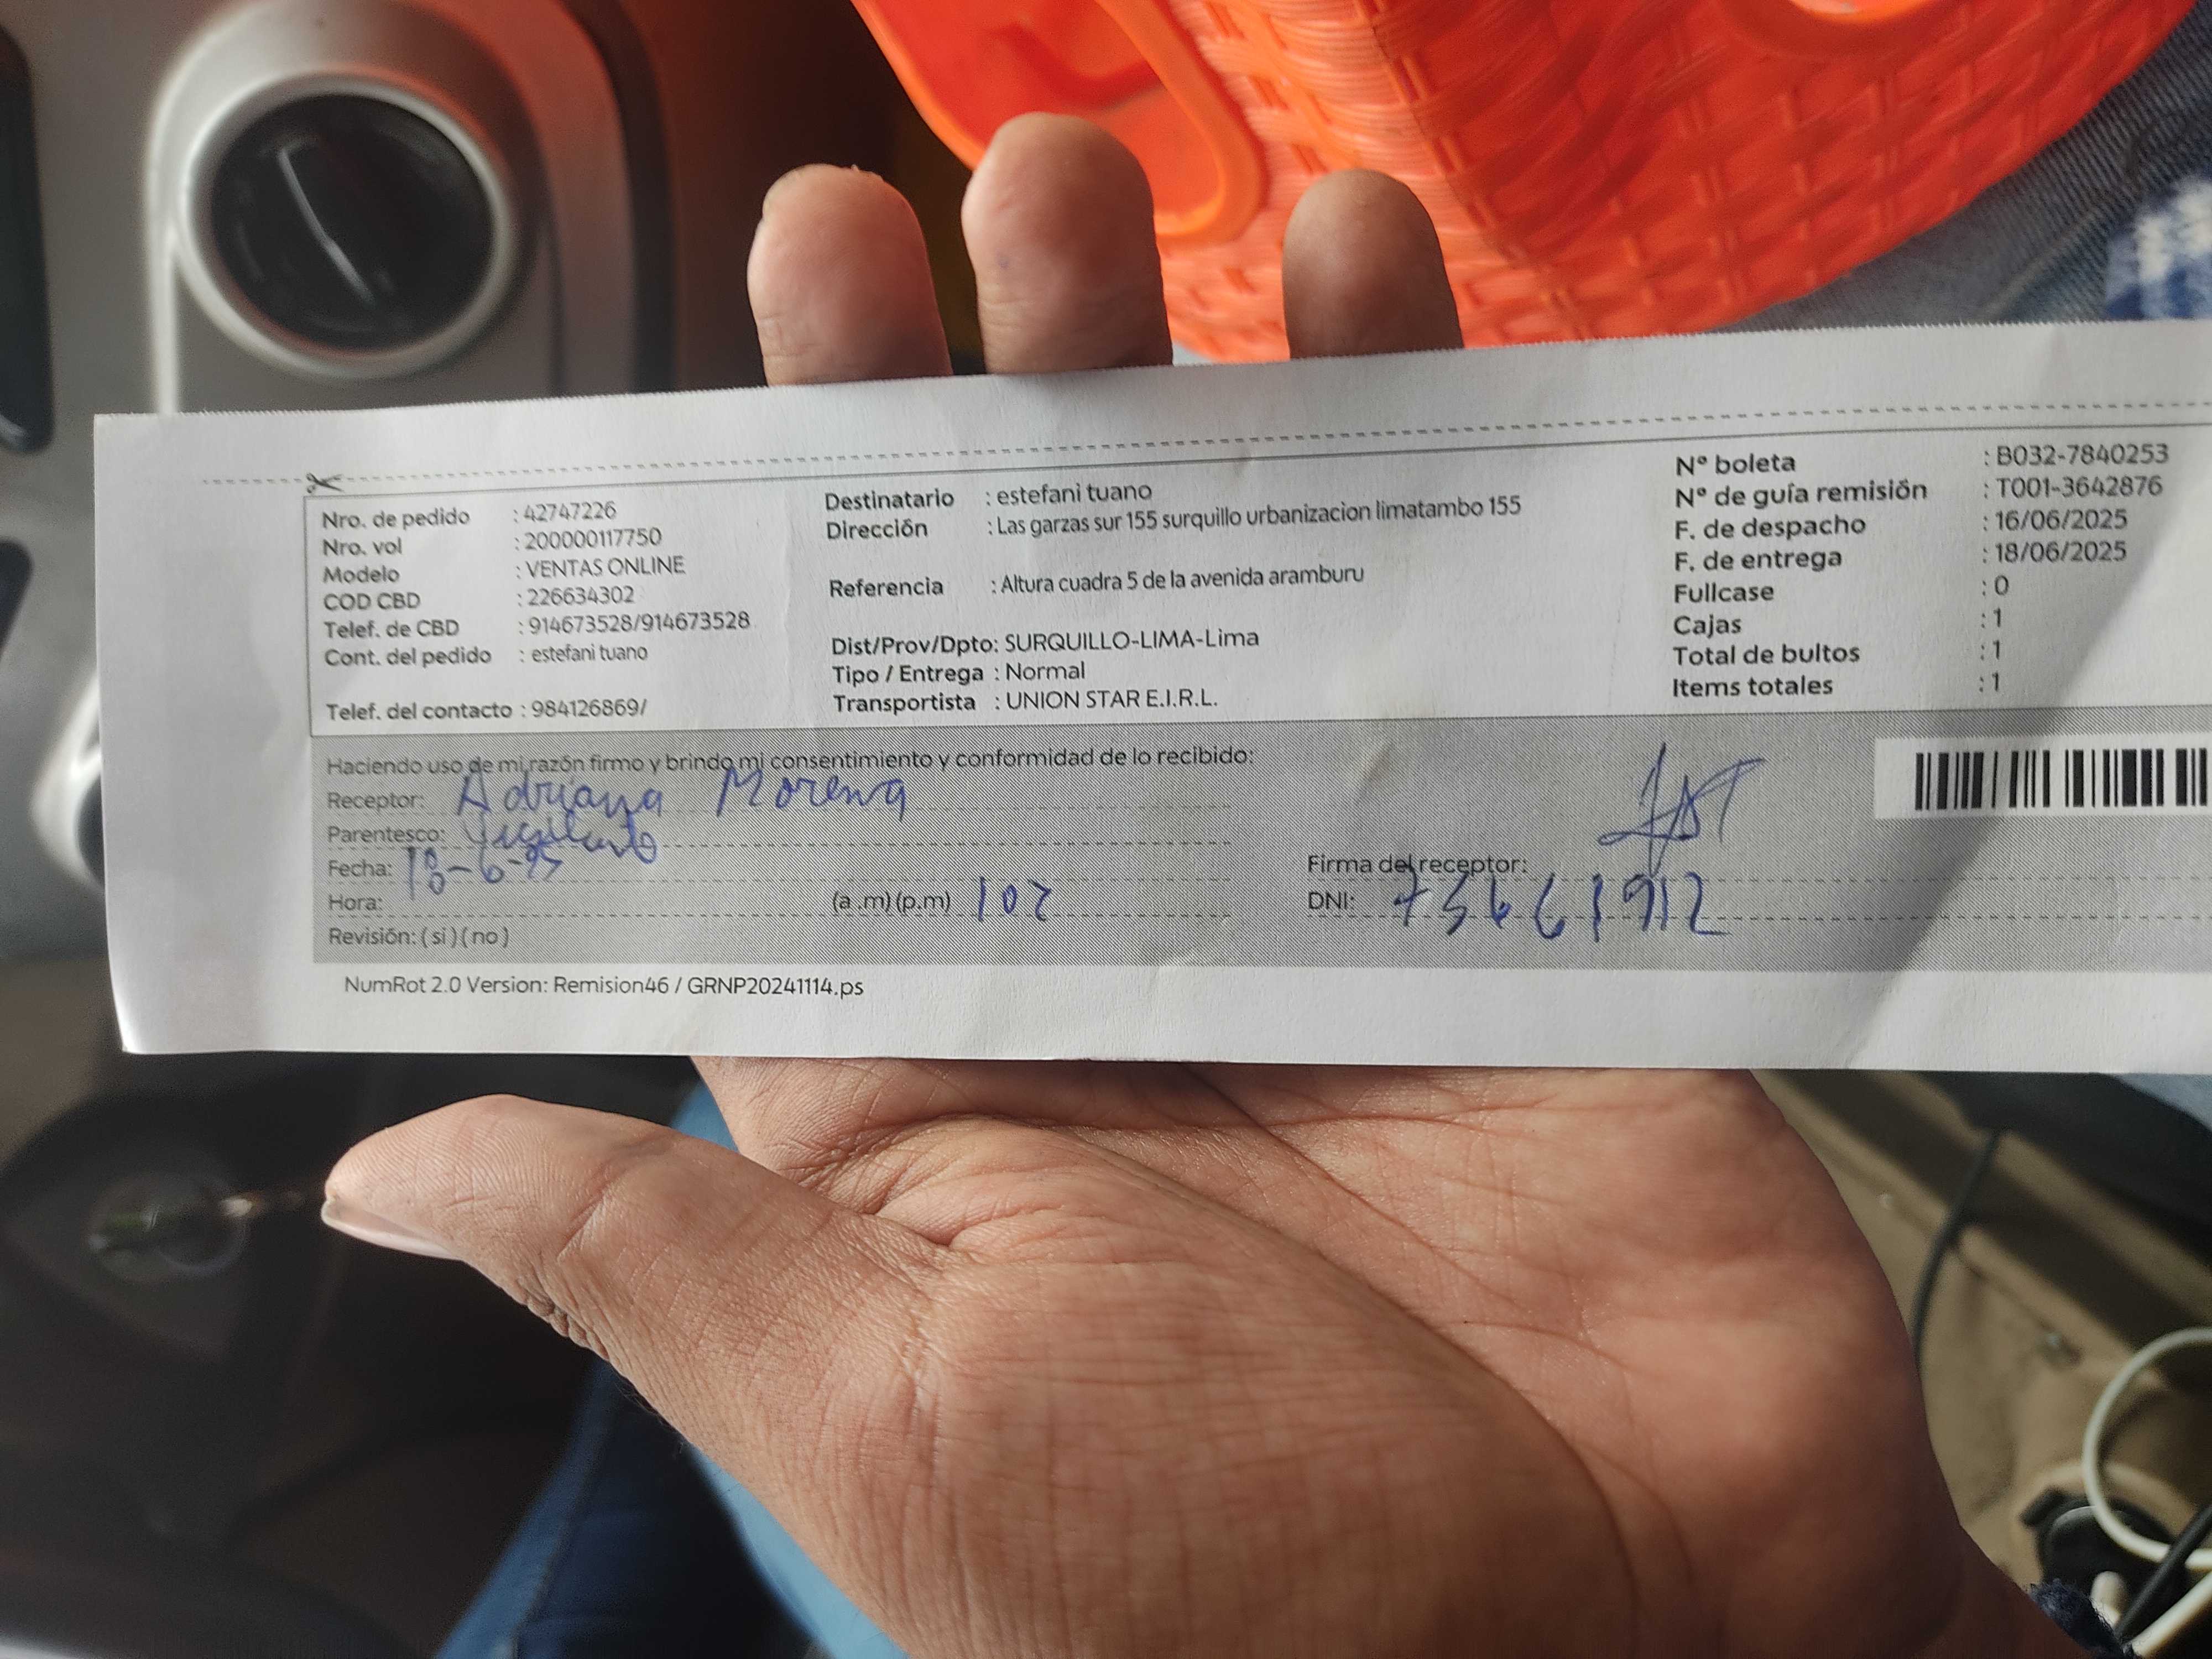 Nro. de pedido : 42747226
Nro. vol : 200000117750
Modelo : VENTAS ONLINE
COD CBD : 226634302
Telef. de CBD : 914673528/914673528
Cont. del pedido : estefani tuano
Telef. del contacto : 984126869/
Destinatario : estefani tuano
Dirección : Las garzas sur 155 surquillo urbanizacion limatambo 155
Referencia : Altura cuadra 5 de la avenida aramburu
Dist/Prov/Dpto: SURQUILLO-LIMA-Lima
Tipo / Entrega : Normal
Transportista : UNION STAR E.I.R.L.
Nº boleta : B032-7840253
Nº de guía remisión : T001-3642876
F. de despacho : 16/06/2025
F. de entrega : 18/06/2025
Fullcase : 0
Cajas : 1
Total de bultos : 1
Items totales : 1
Haciendo uso de mi razón firmo y brindo mi consentimiento y conformidad de lo recibido:
Receptor: Adriana Morena
Parentesco:
Fecha: 18-6-25
Hora: (a .m) (p.m) 102
Revisión: ( si ) ( no )
Firma del receptor:
DNI: 75661912
NumRot 2.0 Version: Remision46 / GRNP20241114.ps